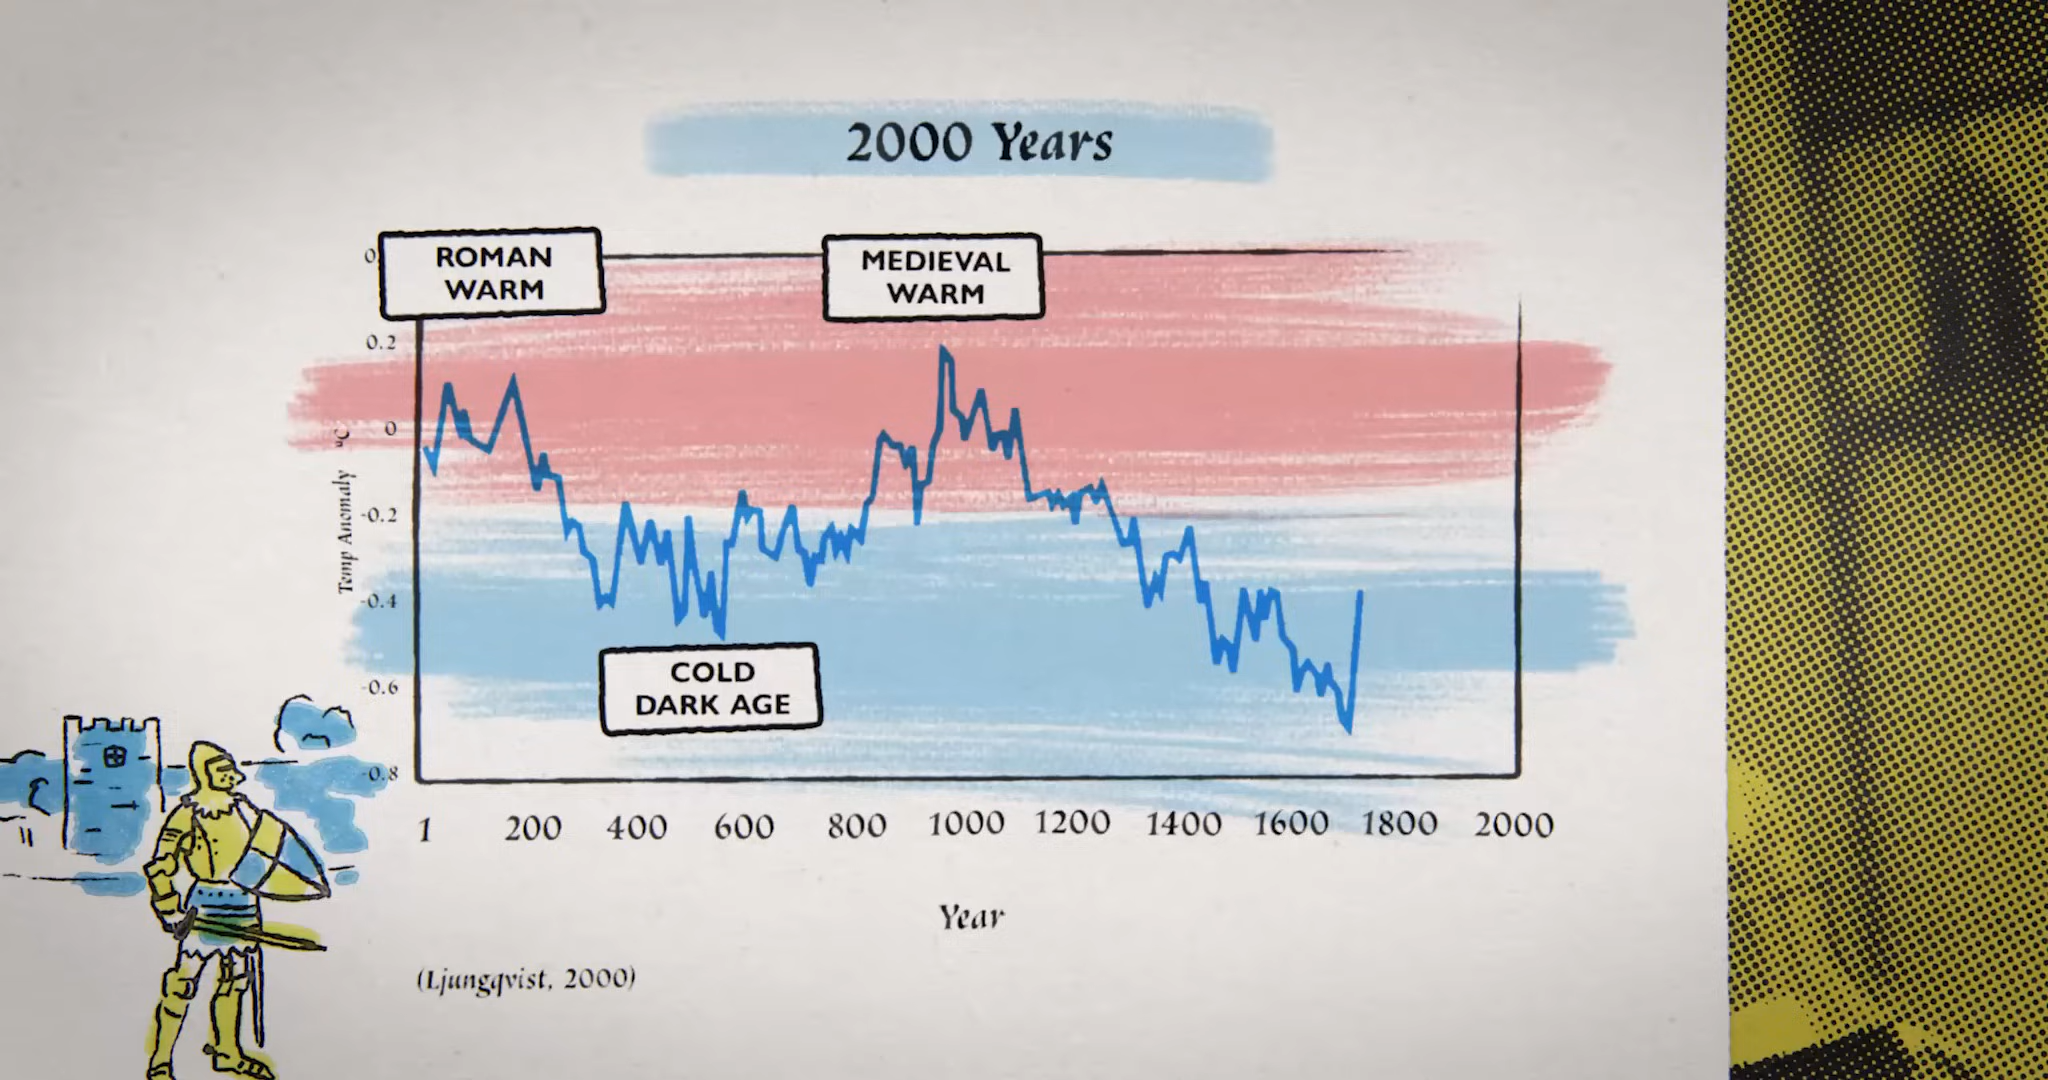 2000 Years
ROMAN
WARM
MEDIEVAL
WARM
0.2
0
-0.2
-0.4
-0.6
-0.8
Temp Anomaly °C
COLD
DARK AGE
1 200 400 600 800 1000 1200 1400 1600 1800 2000
Year
(Ljungqvist, 2000)